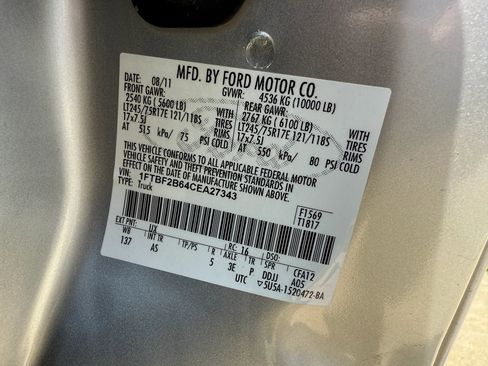 MFD. BY FORD MOTOR CO.
DATE: 08/11 GVWR: 4536 KG (10000 LB)
FRONT GAWR: REAR GAWR:
2540 KG ( 5600 LB) WITH 2767 KG ( 6100 LB) WITH
LT245/75R17E 121/118S TIRES LT245/75R17E 121/118S TIRES
17x7.5J RIMS 17x7.5J RIMS
AT 515 kPa/ 75 PSI COLD AT 550 kPa/ 80 PSI COLD
THIS VEHICLE CONFORMS TO ALL APPLICABLE FEDERAL MOTOR
VEHICLE SAFETY AND THEFT PREVENTION STANDARDS IN
EFFECT ON THE DATE OF MANUFACTURE SHOWN ABOVE.
1FTBF2B64CEA27343
TYPE: Truck
F1569
T1817
EXT PNT: UX RC: 16 DSO:
WB INT TR TP/PS R AXLE TR SPR CFA12
137 AS 5 3E P DDJJ A05
UTC ▽5U5A-1520472-BA